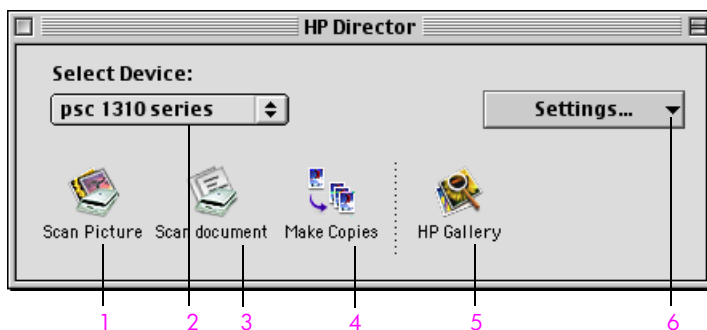 HP Director
Select Device:
psc 1310 series
Settings...
Scan Picture
Scan document
Make Copies
HP Gallery
1 2 3 4 5 6